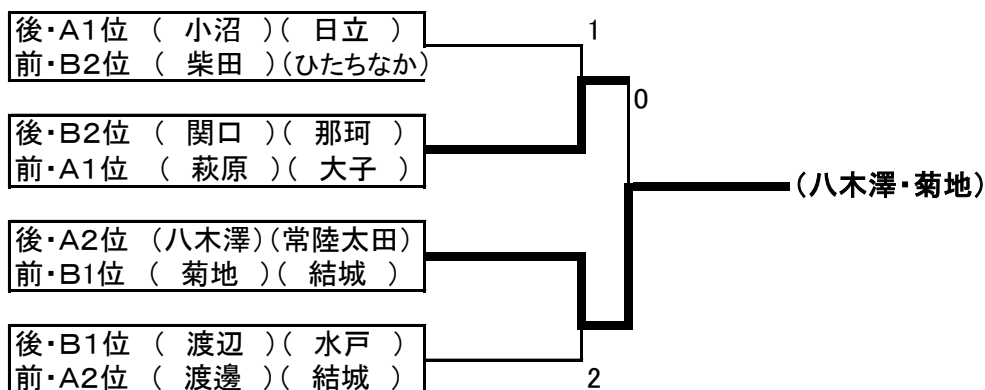 後・A1位 ( 小沼 )( 日立 )
前・B2位 ( 柴田 )(ひたちなか)
1
0
後・B2位 ( 関口 )( 那珂 )
前・A1位 ( 萩原 )( 大子 )
(八木澤・菊地)
後・A2位 (八木澤)(常陸太田)
前・B1位 ( 菊地 )( 結城 )
後・B1位 ( 渡辺 )( 水戸 )
前・A2位 ( 渡邊 )( 結城 )
2